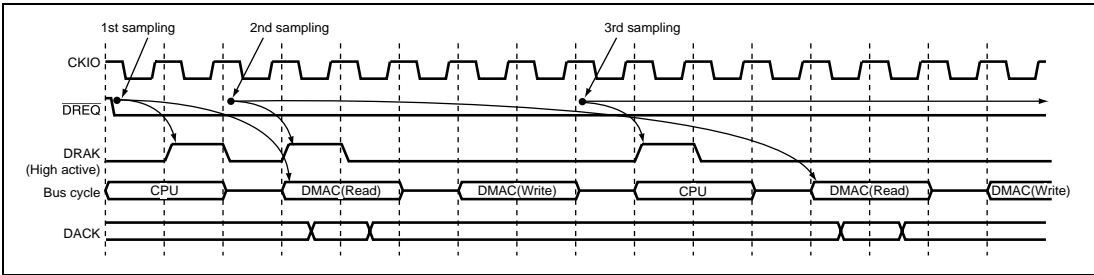 1st sampling 2nd sampling 3rd sampling
CKIO
DREQ
DRAK
(High active)
Bus cycle CPU DMAC(Read) DMAC(Write) CPU DMAC(Read) DMAC(Write)
DACK